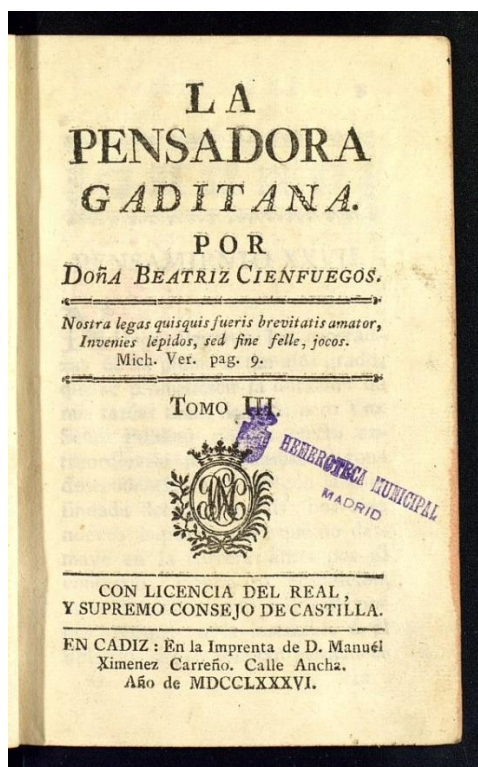 LA
PENSADORA
GADITANA.
POR
DOñA BEATRIZ CIENFUEGOS.
Nostra legas quisquis fueris brevitatis amator,
Invenies lepidos, sed fine felle, jocos.
Mich. Ver. pag. 9.
TOMO III.
HEMEROTECA MUNICIPAL
MADRID
CON LICENCIA DEL REAL,
Y SUPREMO CONSEJO DE CASTILLA.
EN CADIZ : En la Imprenta de D. Manuél
Ximenez Carreño. Calle Ancha.
Año de MDCCLXXXVI.